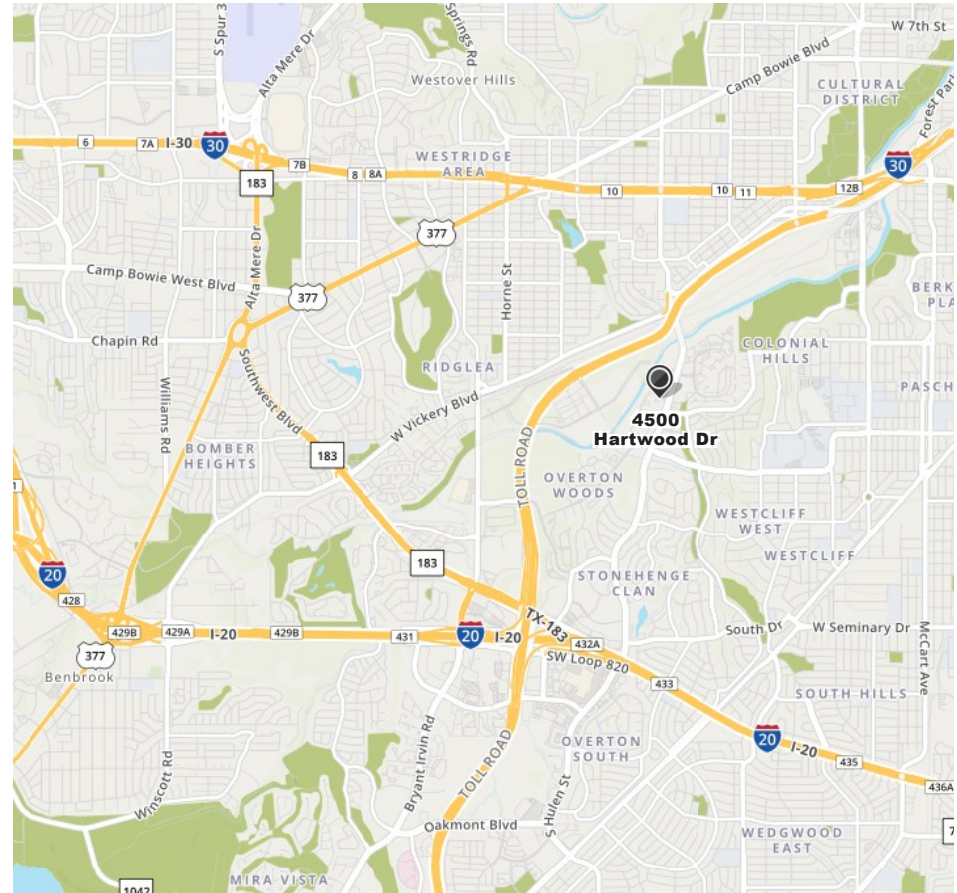 W 7th St
S Spur 3
Alta Mere Dr
Springs Rd
Camp Bowie Blvd
Westover Hills
CULTURAL
DISTRICT
Forest Park
6
7A
I-30
30
7B
8
8A
WESTRIDGE
AREA
183
10
10
11
12B
30
377
Alta Mere Dr
Camp Bowie West Blvd
377
Horne St
BERK
PLA
Chapin Rd
COLONIAL
HILLS
RIDGLEA
Southwest Blvd
Williams Rd
W Vickery Blvd
PASCH
4500
Hartwood Dr
TOLL ROAD
BOMBER
HEIGHTS
183
OVERTON
WOODS
1
WESTCLIFF
WEST
WESTCLIFF
183
20
428
STONEHENGE
CLAN
TX-183
429B
429A
I-20
429B
431
20
I-20
432A
South Dr
W Seminary Dr
McCart Ave
377
Benbrook
SW Loop 820
433
SOUTH HILLS
20
I-20
OVERTON
SOUTH
435
436A
Winscott Rd
Bryant Irvin Rd
TOLL ROAD
S Hulen St
Oakmont Blvd
WEDGWOOD
EAST
7
MIRA VISTA
1042